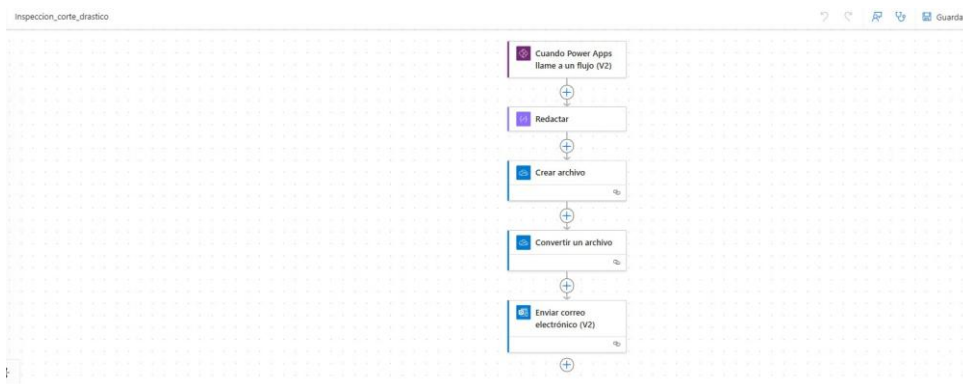 Inspeccion_corte_drastico
Guarda
Cuando Power Apps
llame a un flujo (V2)
Redactar
Crear archivo
Convertir un archivo
Enviar correo
electrónico (V2)